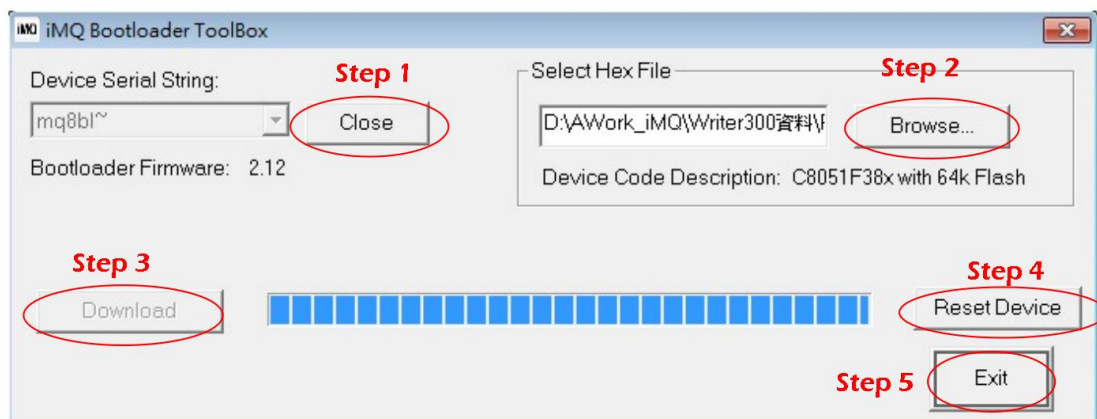 iMQ iMQ Bootloader ToolBox
Device Serial String:
Step 1
mq8bl~
Close
Bootloader Firmware: 2.12
Select Hex File
Step 2
D:\AWork_iMQ\Writer300資料\
Browse...
Device Code Description: C8051F38x with 64k Flash
Step 3
Download
Step 4
Reset Device
Step 5
Exit